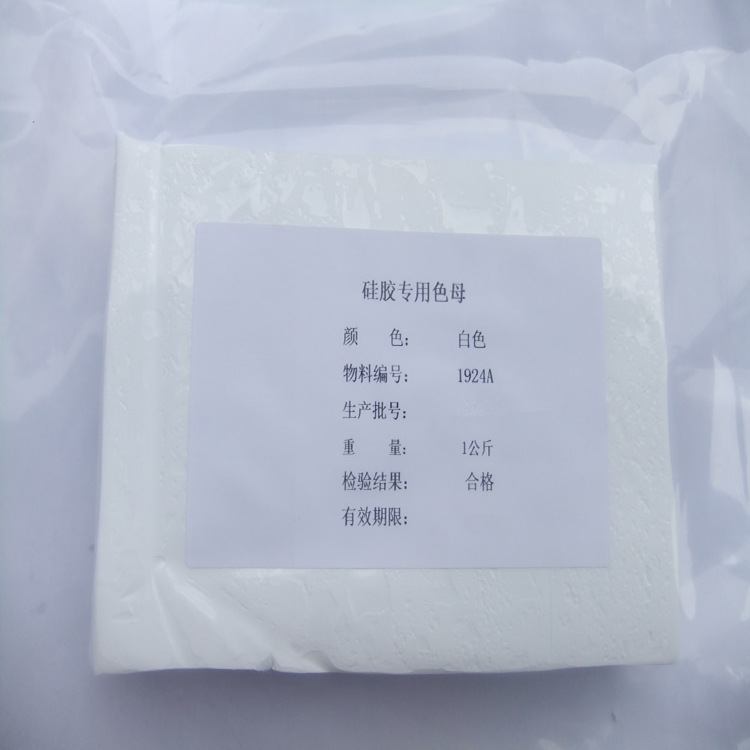 硅胶专用色母
颜 色： 白色
物料编号： 1924A
生产批号：
重 量： 1公斤
检验结果： 合格
有效期限：